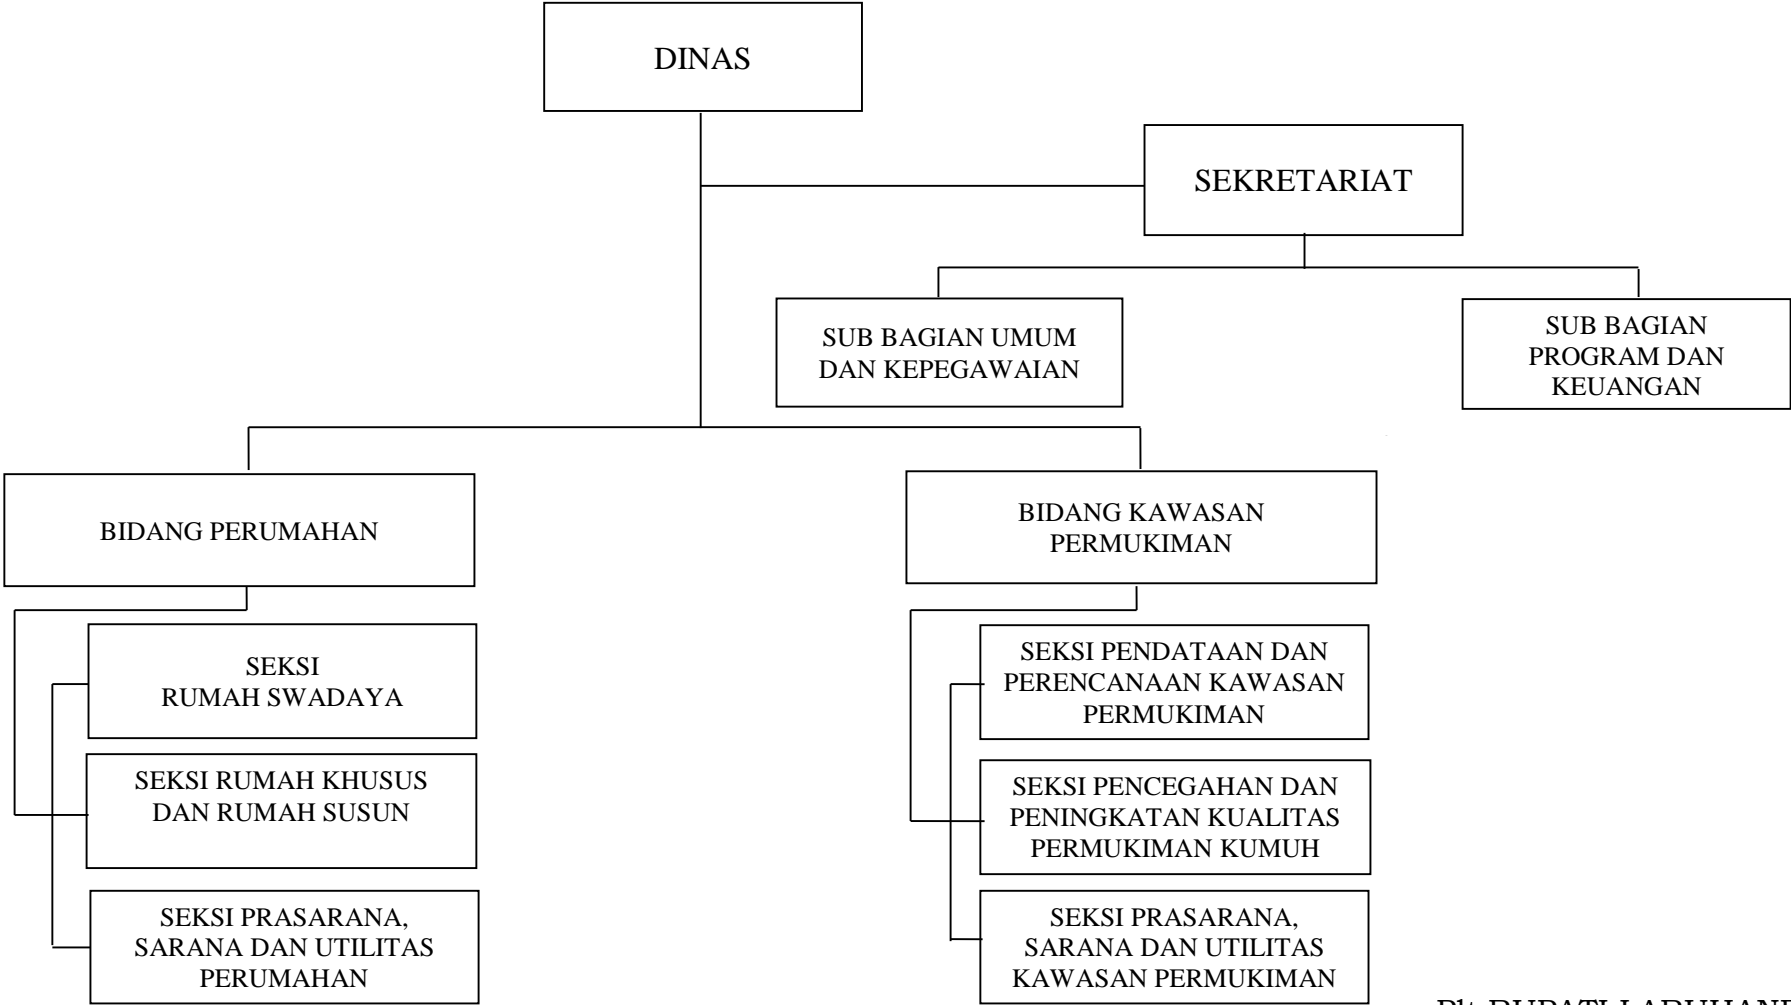 DINAS
SEKRETARIAT
SUB BAGIAN UMUM
DAN KEPEGAWAIAN
SUB BAGIAN
PROGRAM DAN
KEUANGAN
BIDANG PERUMAHAN
BIDANG KAWASAN
PERMUKIMAN
SEKSI
RUMAH SWADAYA
SEKSI RUMAH KHUSUS
DAN RUMAH SUSUN
SEKSI PRASARANA,
SARANA DAN UTILITAS
PERUMAHAN
SEKSI PENDATAAN DAN
PERENCANAAN KAWASAN
PERMUKIMAN
SEKSI PENCEGAHAN DAN
PENINGKATAN KUALITAS
PERMUKIMAN KUMUH
SEKSI PRASARANA,
SARANA DAN UTILITAS
KAWASAN PERMUKIMAN